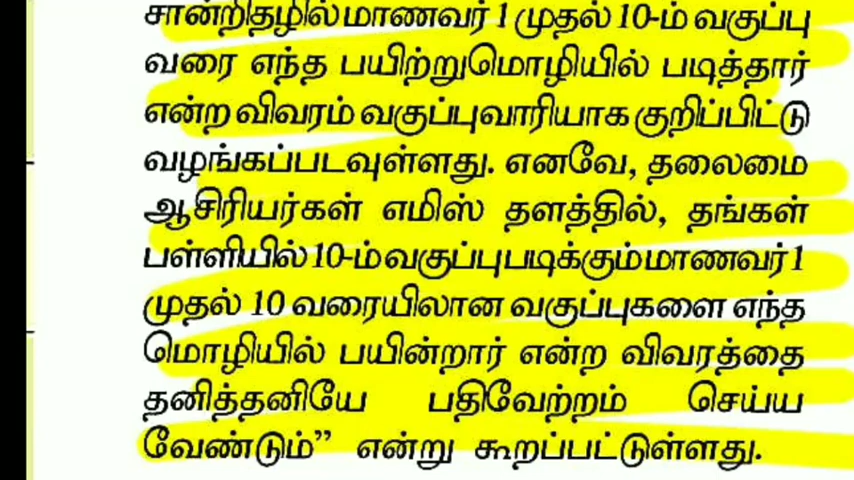 சான்றிதழில் மாணவர் 1 முதல் 10-ம் வகுப்பு
வரை எந்த பயிற்றுமொழியில் படித்தார்
என்ற விவரம் வகுப்புவாரியாக குறிப்பிட்டு
வழங்கப்படவுள்ளது. எனவே, தலைமை
ஆசிரியர்கள் எமிஸ் தளத்தில், தங்கள்
பள்ளியில் 10-ம் வகுப்பு படிக்கும் மாணவர் 1
முதல் 10 வரையிலான வகுப்புகளை எந்த
மொழியில் பயின்றார் என்ற விவரத்தை
தனித்தனியே பதிவேற்றம் செய்ய
வேண்டும்” என்று கூறப்பட்டுள்ளது.